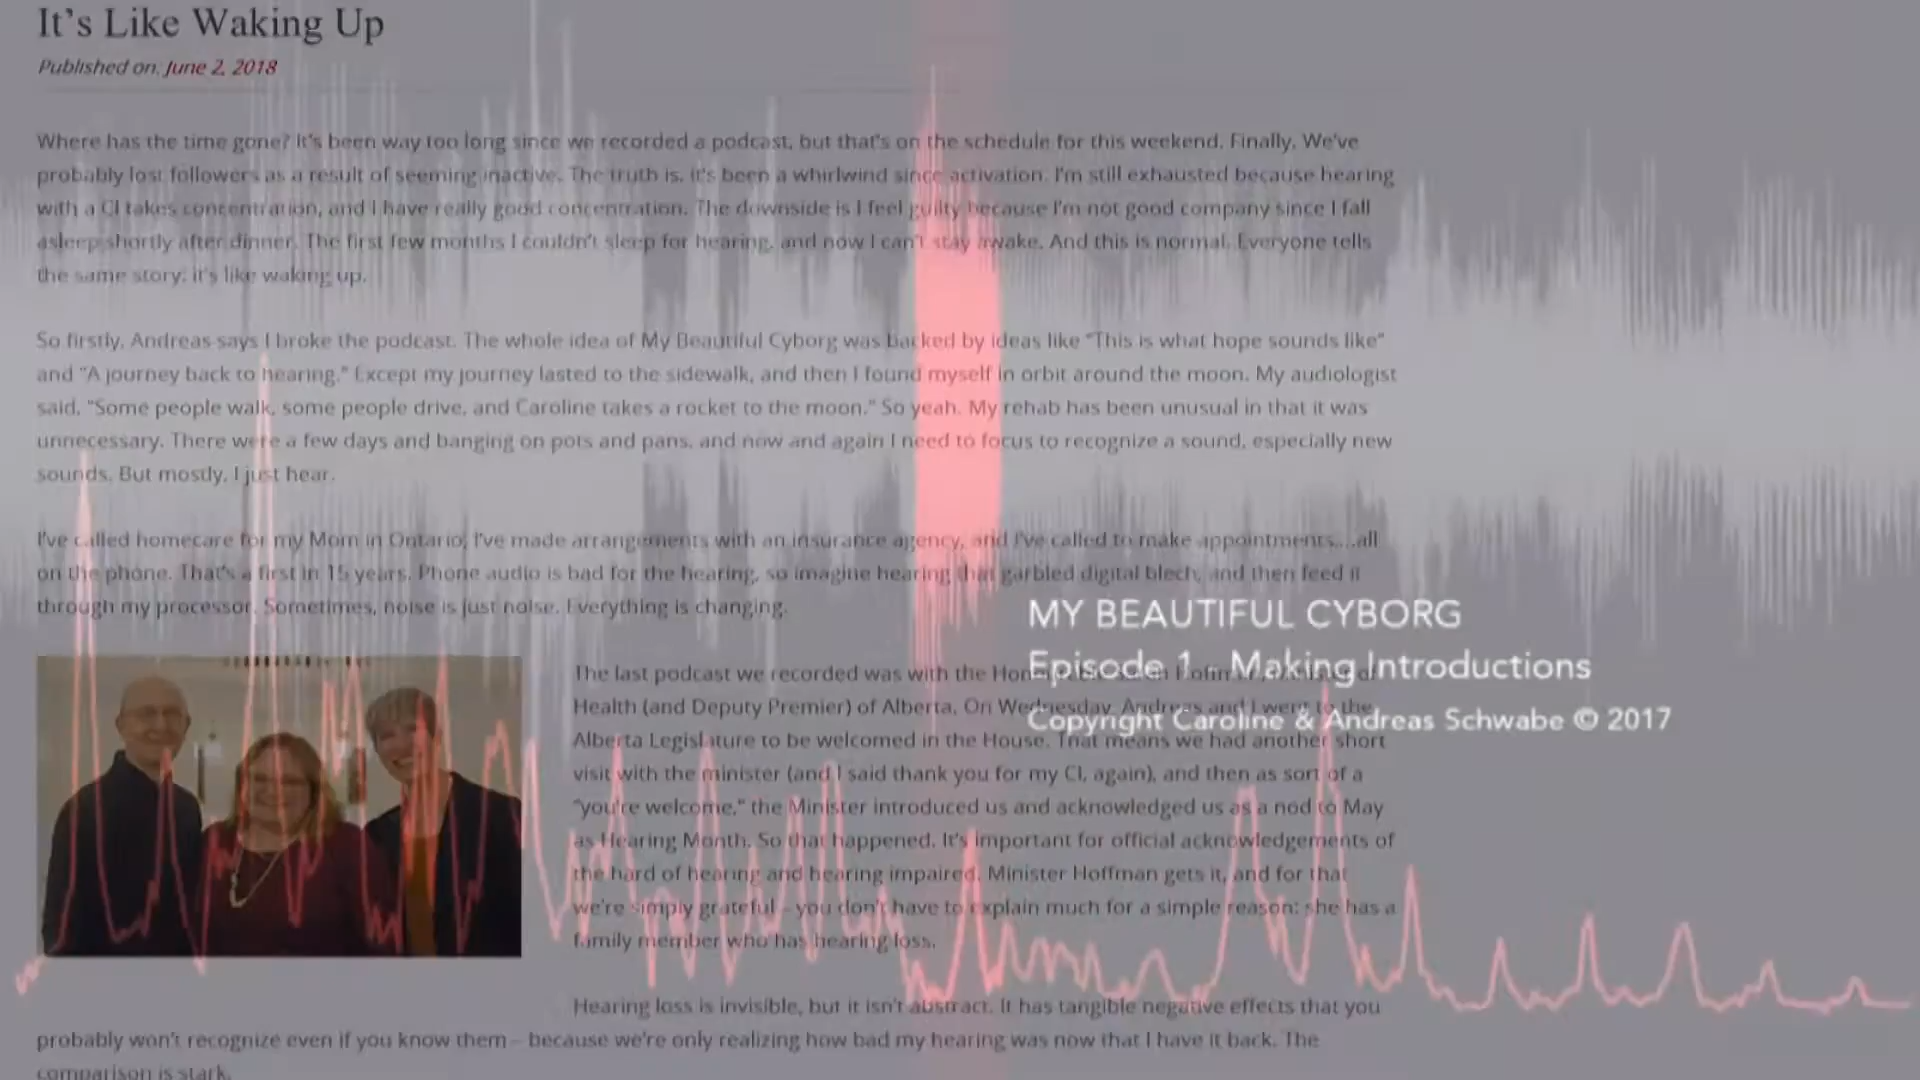 It's Like Waking Up
Published on: June 2, 2018
Where has the time gone? It's been way too long since we recorded a podcast, but that's on the schedule for this weekend. Finally. We've
probably lost followers as a result of seeming inactive. The truth is, it's been a whirlwind since activation. I'm still exhausted because hearing
with a CI takes concentration, and I have really good concentration. The downside is I feel guilty because I'm not good company since I fall
asleep shortly after dinner. The first few months I couldn't sleep for hearing, and now I can't stay awake. And this is normal. Everyone tells
the same story: it's like waking up.
So firstly, Andreas says I broke the podcast. The whole idea of My Beautiful Cyborg was backed by ideas like "This is what hope sounds like"
and "A journey back to hearing." Except my journey lasted to the sidewalk, and then I found myself in orbit around the moon. My audiologist
said, "Some people walk, some people drive, and Caroline takes a rocket to the moon." So yeah. My rehab has been unusual in that it was
unnecessary. There were a few days and banging on pots and pans, and now and again I need to focus to recognize a sound, especially new
sounds. But mostly, I just hear.
I've called homecare for my Mom in Ontario, I've made arrangements with an insurance agency, and I've called to make appointments....all
on the phone. That's a first in 15 years. Phone audio is bad for the hearing, so imagine hearing that garbled digital blech, and then feed it
through my processor. Sometimes, noise is just noise. Everything is changing.
MY BEAUTIFUL CYBORG
Episode 1 - Making Introductions
Copyright Caroline & Andreas Schwabe © 2017
The last podcast we recorded was with the of
Health (and Deputy Premier) of Alberta. On Wednesday, Andreas and I went to the
Alberta Legislature to be welcomed in the House. That means we had another short
visit with the minister (and I said thank you for my CI, again), and then as sort of a
"you're welcome," the Minister introduced us and acknowledged us as a nod to May
as Hearing Month. So that happened. It's important for official acknowledgements of
the hard of hearing and hearing impaired. Minister Hoffman gets it, and for that
we're simply grateful – you don't have to explain much for a simple reason: she has a
family member who has hearing loss.
Hearing loss is invisible, but it isn't abstract. It has tangible negative effects that you
probably won't recognize even if you know them – because we're only realizing how bad my hearing was now that I have it back. The
comparison is stark.